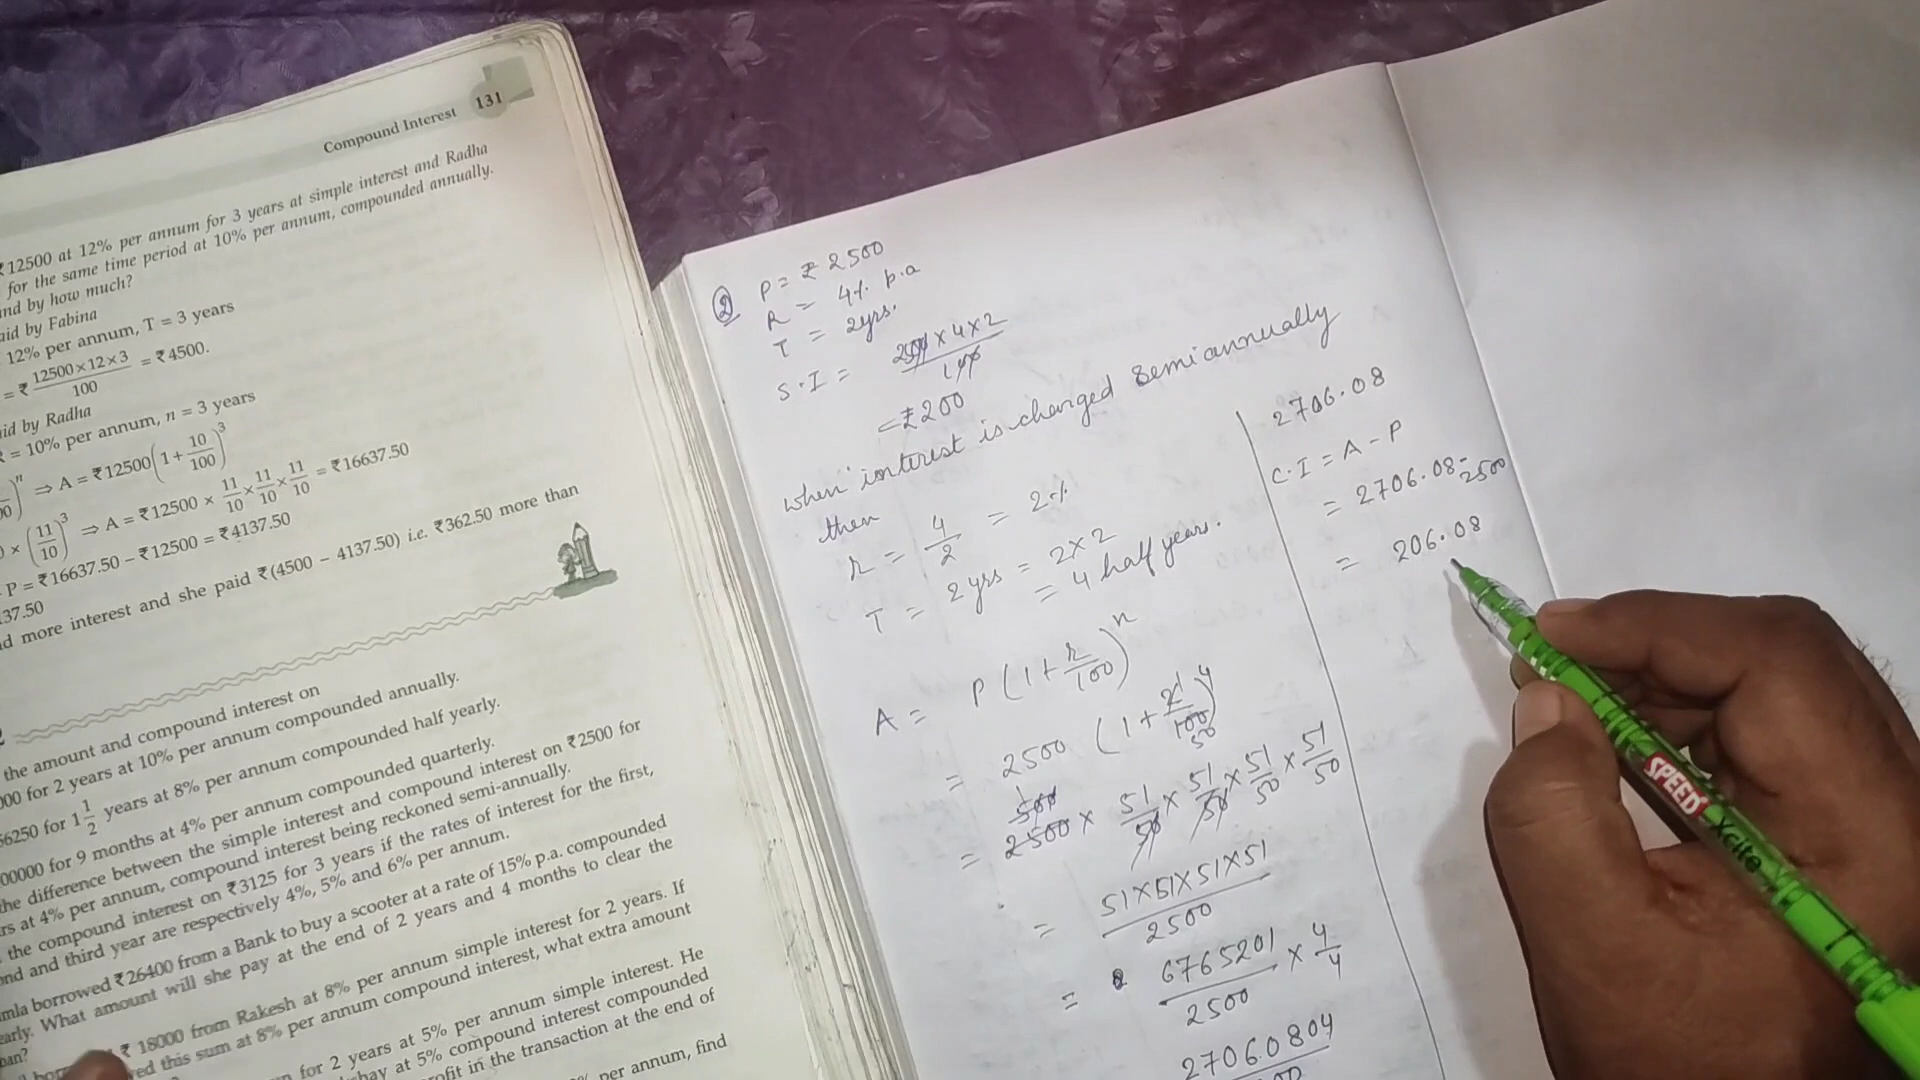 Compound Interest 131
₹12500 at 12% per annum for 3 years at simple interest and Radha
for the same time period at 10% per annum, compounded annually.
and by how much?
paid by Fabina
12% per annum, T = 3 years
= ₹ 12500×12×3/100 = ₹4500.
paid by Radha
= 10% per annum, n = 3 years
⇒ A = ₹12500(1+10/100)^3
× (11/10)^3 ⇒ A = ₹12500 × 11/10 × 11/10 × 11/10 = ₹16637.50
P = ₹16637.50 – ₹12500 = ₹4137.50
37.50
more interest and she paid ₹(4500 – 4137.50) i.e. ₹362.50 more than
the amount and compound interest on
000 for 2 years at 10% per annum compounded annually.
56250 for 1 1/2 years at 8% per annum compounded half yearly.
00000 for 9 months at 4% per annum compounded quarterly.
the difference between the simple interest and compound interest on ₹2500 for
rs at 4% per annum, compound interest being reckoned semi-annually.
the compound interest on ₹3125 for 3 years if the rates of interest for the first,
ond and third year are respectively 4%, 5% and 6% per annum.
mla borrowed ₹26400 from a Bank to buy a scooter at a rate of 15% p.a. compounded
early. What amount will she pay at the end of 2 years and 4 months to clear the
oan?
₹ 18000 from Rakesh at 8% per annum simple interest for 2 years. If
ed this sum at 8% per annum compound interest, what extra amount
for 2 years at 5% per annum simple interest. He
bay at 5% compound interest compounded
ofit in the transaction at the end of
per annum, find
② P = ₹ 2500
R = 4% p.a
T = 2yrs.
S.I = 2500 × 4 × 2/100
= ₹200
when interest is changed semiannually
then
r = 4/2 = 2%
T = 2yrs = 2×2
= 4 half years.
A = P(1+r/100)^n
= 2500 (1+2/100)^4
= 2500 × 51/50 × 51/50 × 51/50 × 51/50
= 51×51×51×51/2500
= 6765201/2500 × 4/4
27060804
2706.08
C.I = A - P
= 2706.08-2500
= 206.08
SPEED Xcite